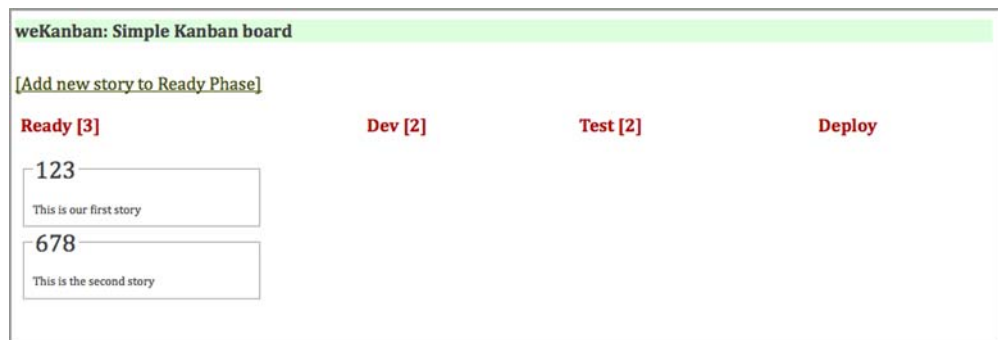 weKanban: Simple Kanban board
[Add new story to Ready Phase]
Ready [3] Dev [2] Test [2] Deploy
123
This is our first story
678
This is the second story